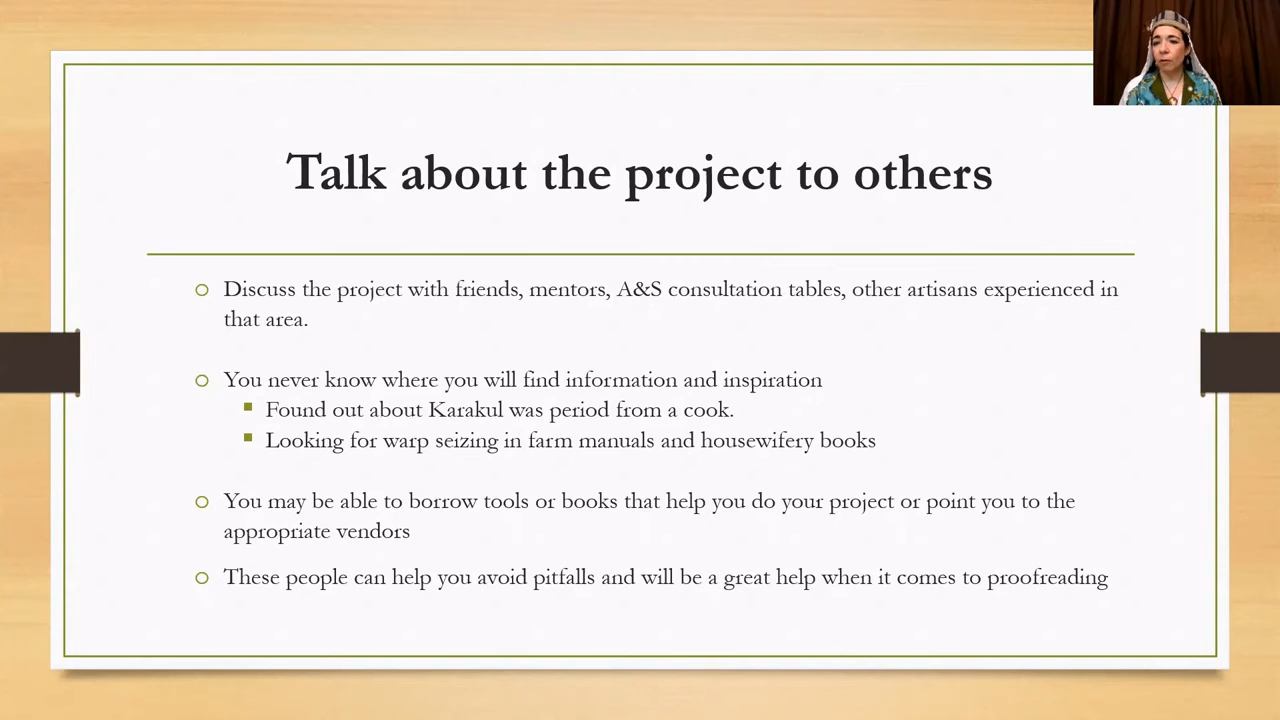 Talk about the project to others
Discuss the project with friends, mentors, A&S consultation tables, other artisans experienced in
that area.
You never know where you will find information and inspiration
Found out about Karakul was period from a cook.
Looking for warp seizing in farm manuals and housewifery books
You may be able to borrow tools or books that help you do your project or point you to the
appropriate vendors
These people can help you avoid pitfalls and will be a great help when it comes to proofreading